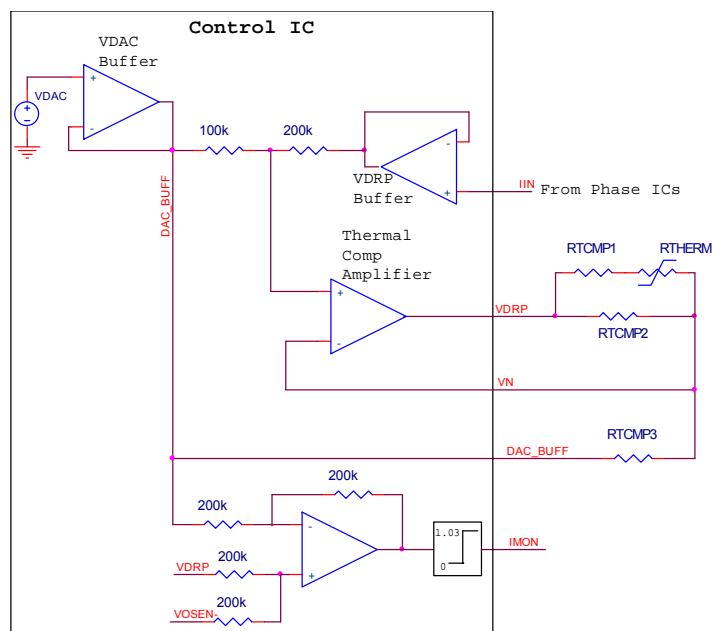 Control IC
VDAC
Buffer
VDAC
+
-
+
-
100k
200k
-
+
VDRP
Buffer
IIN
From Phase ICs
DAC_BUFF
Thermal
Comp
Amplifier
+
-
RTCMP1
RTHERM
VDRP
RTCMP2
VN
RTCMP3
DAC_BUFF
200k
200k
-
+
1.03
0
IMON
VDRP
200k
VOSEN-
200k